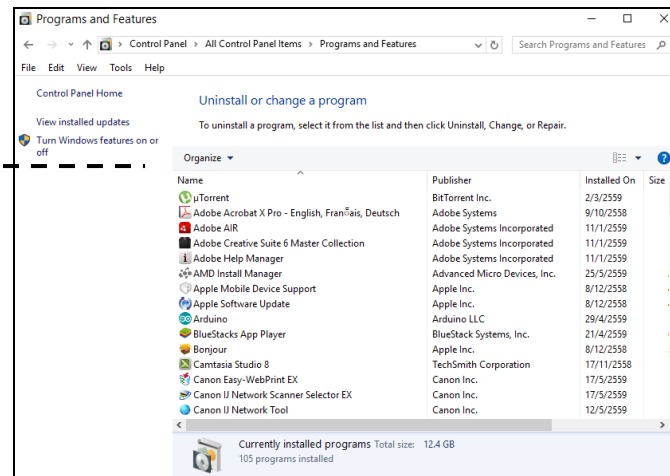 Programs and Features
Control Panel > All Control Panel Items > Programs and Features
Search Programs and Features
File Edit View Tools Help
Control Panel Home
View installed updates
Turn Windows features on or
off
Uninstall or change a program
To uninstall a program, select it from the list and then click Uninstall, Change, or Repair.
Organize
Name Publisher Installed On Size
µTorrent BitTorrent Inc. 2/3/2559
Adobe Acrobat X Pro - English, Franּçais, Deutsch Adobe Systems 9/10/2558
Adobe AIR Adobe Systems Incorporated 11/1/2559
Adobe Creative Suite 6 Master Collection Adobe Systems Incorporated 11/1/2559
Adobe Help Manager Adobe Systems Incorporated 11/1/2559
AMD Install Manager Advanced Micro Devices, Inc. 25/5/2559
Apple Mobile Device Support Apple Inc. 8/12/2558
Apple Software Update Apple Inc. 8/12/2558
Arduino Arduino LLC 29/4/2559
BlueStacks App Player BlueStack Systems, Inc. 21/4/2559
Bonjour Apple Inc. 8/12/2558
Camtasia Studio 8 TechSmith Corporation 17/11/2558
Canon Easy-WebPrint EX Canon Inc. 17/5/2559
Canon IJ Network Scanner Selector EX Canon Inc. 17/5/2559
Canon IJ Network Tool Canon Inc. 12/5/2559
Currently installed programs Total size: 12.4 GB
105 programs installed